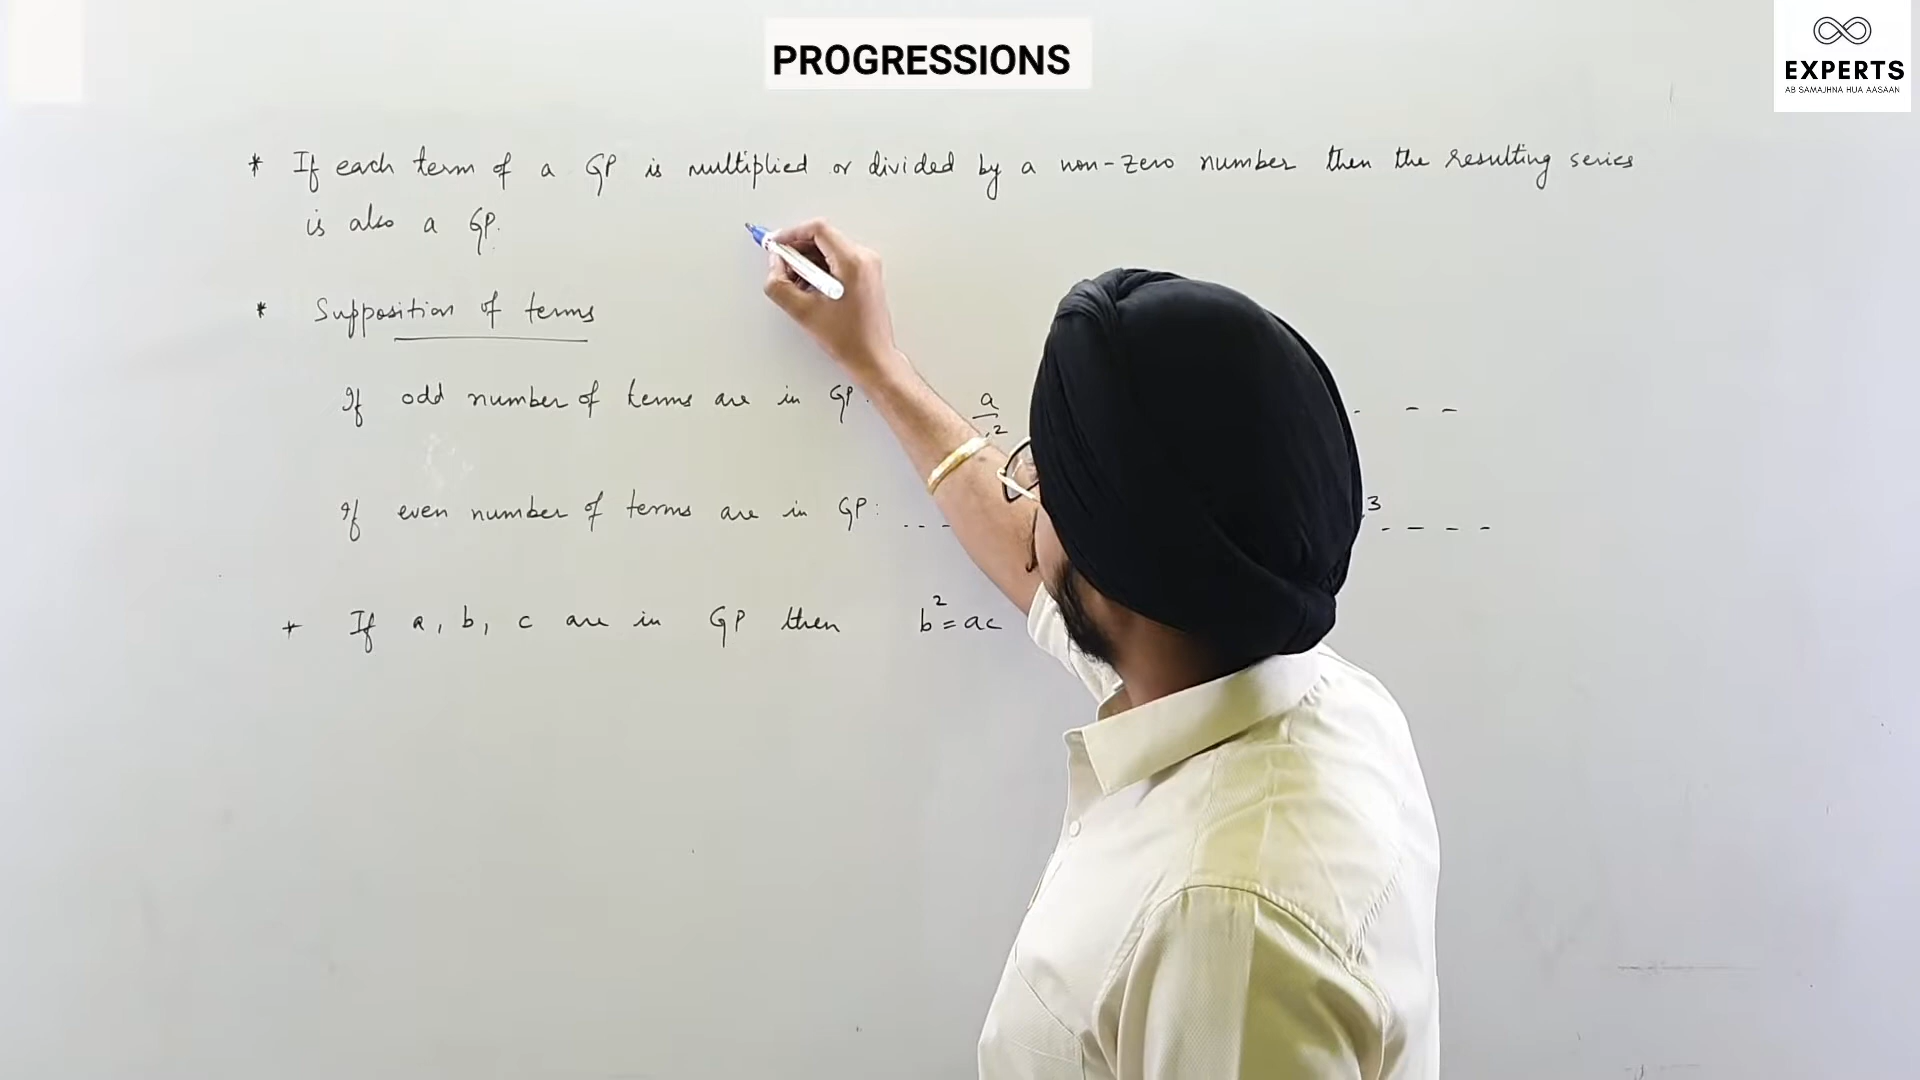 PROGRESSIONS
EXPERTS
AB SAMAJHNA HUA AASAAN
* If each term of a GP is multiplied or divided by a non-zero number then the resulting series
is also a GP.
* Supposition of terms
If odd number of terms are in GP. a 2 - -
If even number of terms are in GP: ... 3 - - - -
* If a, b, c are in GP then b² = ac